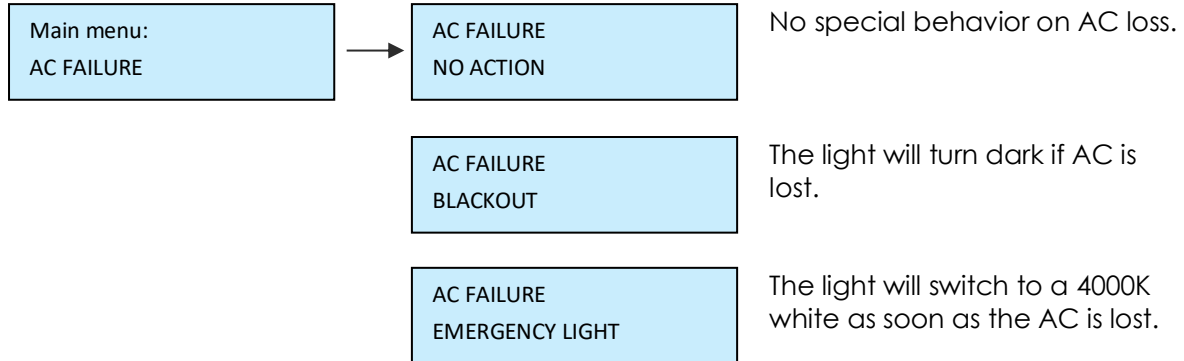 Main menu:
AC FAILURE
AC FAILURE
NO ACTION
No special behavior on AC loss.
AC FAILURE
BLACKOUT
The light will turn dark if AC is
lost.
AC FAILURE
EMERGENCY LIGHT
The light will switch to a 4000K
white as soon as the AC is lost.